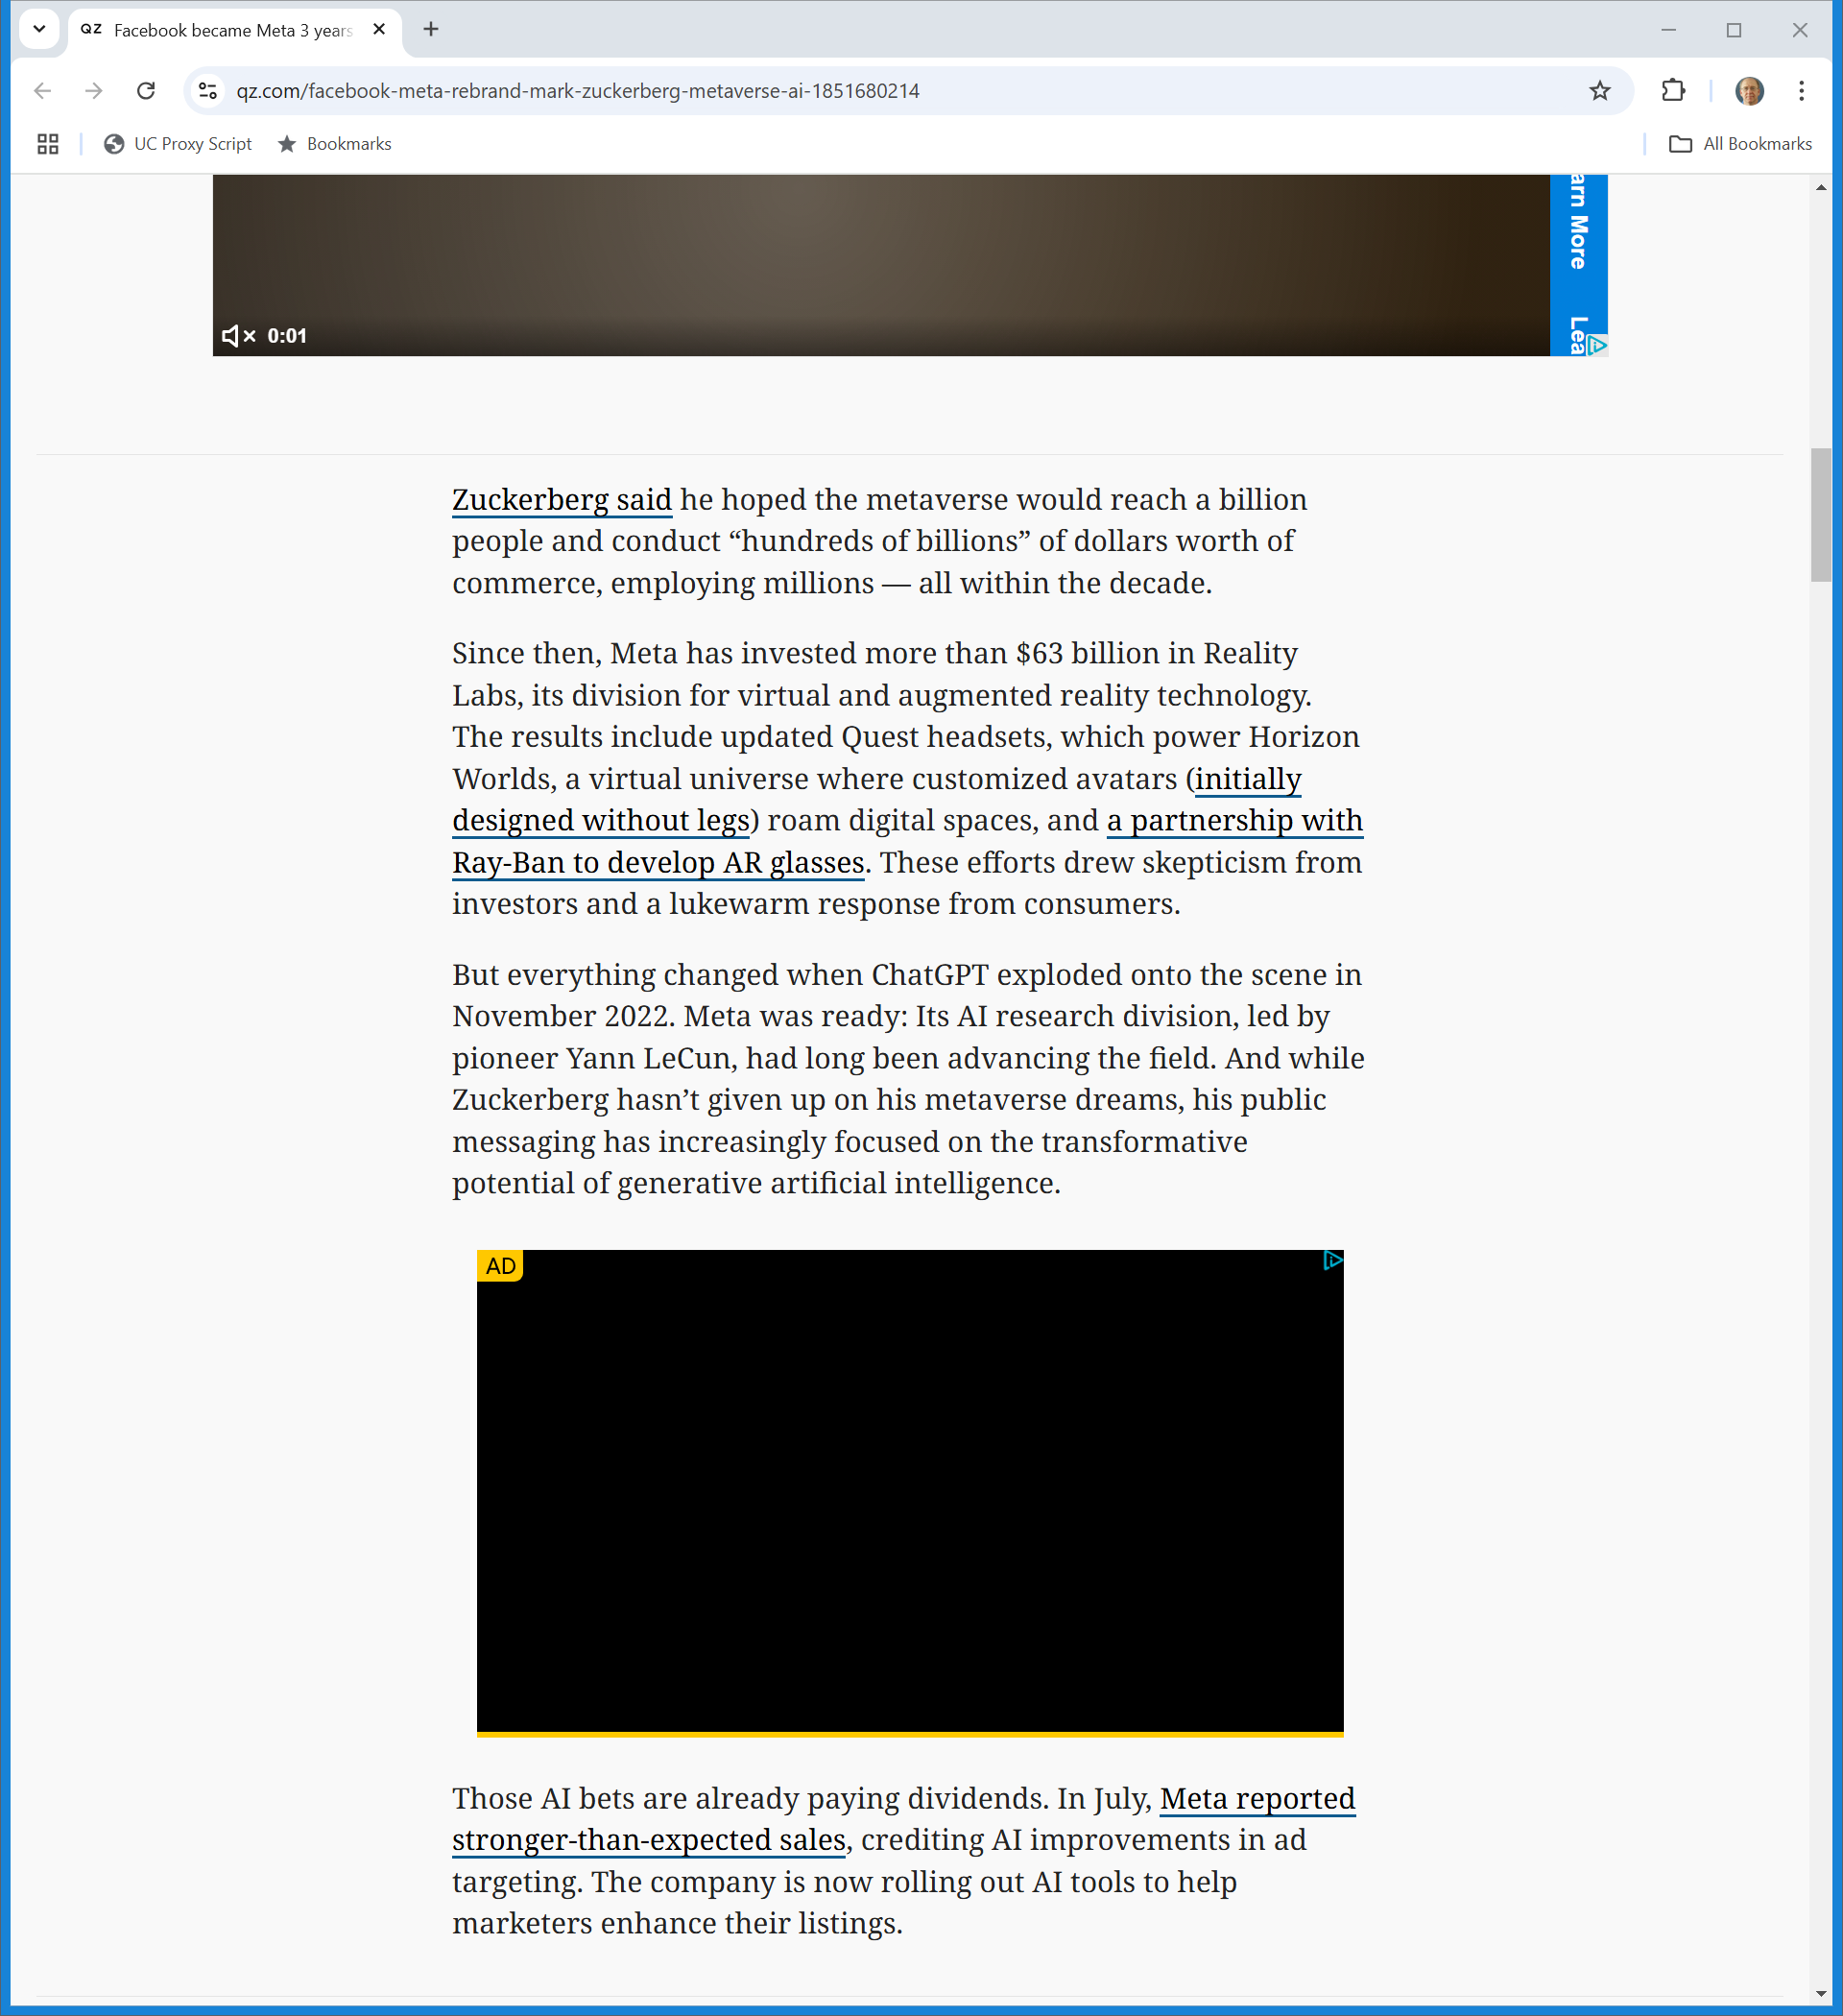 QZ Facebook became Meta 3 years
qz.com/facebook-meta-rebrand-mark-zuckerberg-metaverse-ai-1851680214
UC Proxy Script Bookmarks All Bookmarks
arn More
Lea
0:01
Zuckerberg said he hoped the metaverse would reach a billion
people and conduct “hundreds of billions” of dollars worth of
commerce, employing millions — all within the decade.
Since then, Meta has invested more than $63 billion in Reality
Labs, its division for virtual and augmented reality technology.
The results include updated Quest headsets, which power Horizon
Worlds, a virtual universe where customized avatars (initially
designed without legs) roam digital spaces, and a partnership with
Ray-Ban to develop AR glasses. These efforts drew skepticism from
investors and a lukewarm response from consumers.
But everything changed when ChatGPT exploded onto the scene in
November 2022. Meta was ready: Its AI research division, led by
pioneer Yann LeCun, had long been advancing the field. And while
Zuckerberg hasn’t given up on his metaverse dreams, his public
messaging has increasingly focused on the transformative
potential of generative artificial intelligence.
AD
Those AI bets are already paying dividends. In July, Meta reported
stronger-than-expected sales, crediting AI improvements in ad
targeting. The company is now rolling out AI tools to help
marketers enhance their listings.